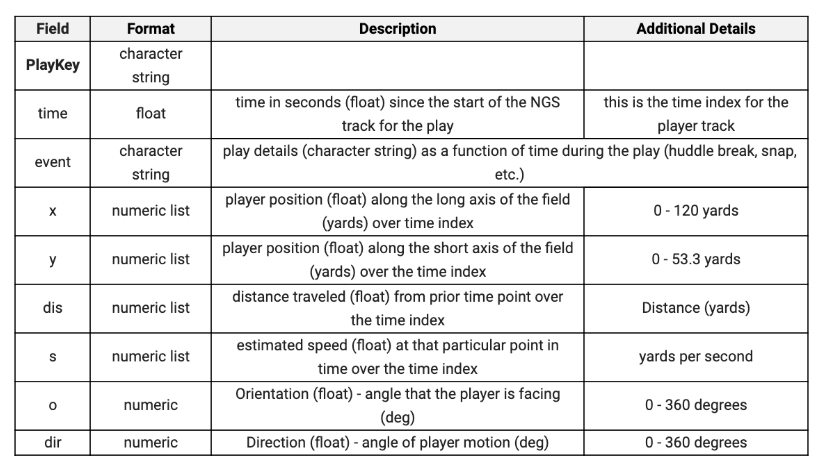 Field Format Description Additional Details
PlayKey character
string
time float time in seconds (float) since the start of the NGS
track for the play this is the time index for the
player track
event character
string play details (character string) as a function of time during the play (huddle break, snap,
etc.)
x numeric list player position (float) along the long axis of the field
(yards) over time index 0 - 120 yards
y numeric list player position (float) along the short axis of the field
(yards) over the time index 0 - 53.3 yards
dis numeric list distance traveled (float) from prior time point over
the time index Distance (yards)
s numeric list estimated speed (float) at that particular point in
time over the time index yards per second
o numeric Orientation (float) - angle that the player is facing
(deg) 0 - 360 degrees
dir numeric Direction (float) - angle of player motion (deg) 0 - 360 degrees